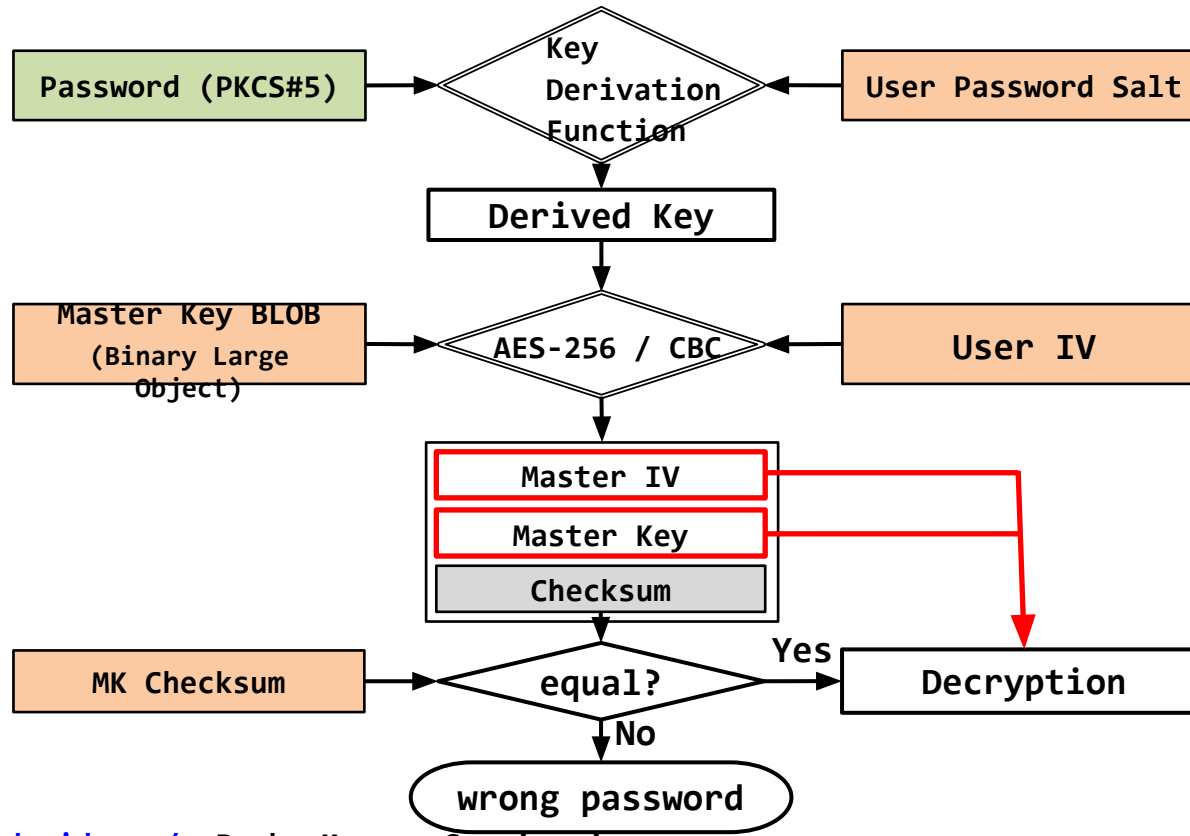 Key
Derivation
Function
Password (PKCS#5)
User Password Salt
Derived Key
Master Key BLOB
(Binary Large
Object)
AES-256 / CBC
User IV
Master IV
Master Key
Checksum
MK Checksum
equal?
Yes
Decryption
No
wrong password